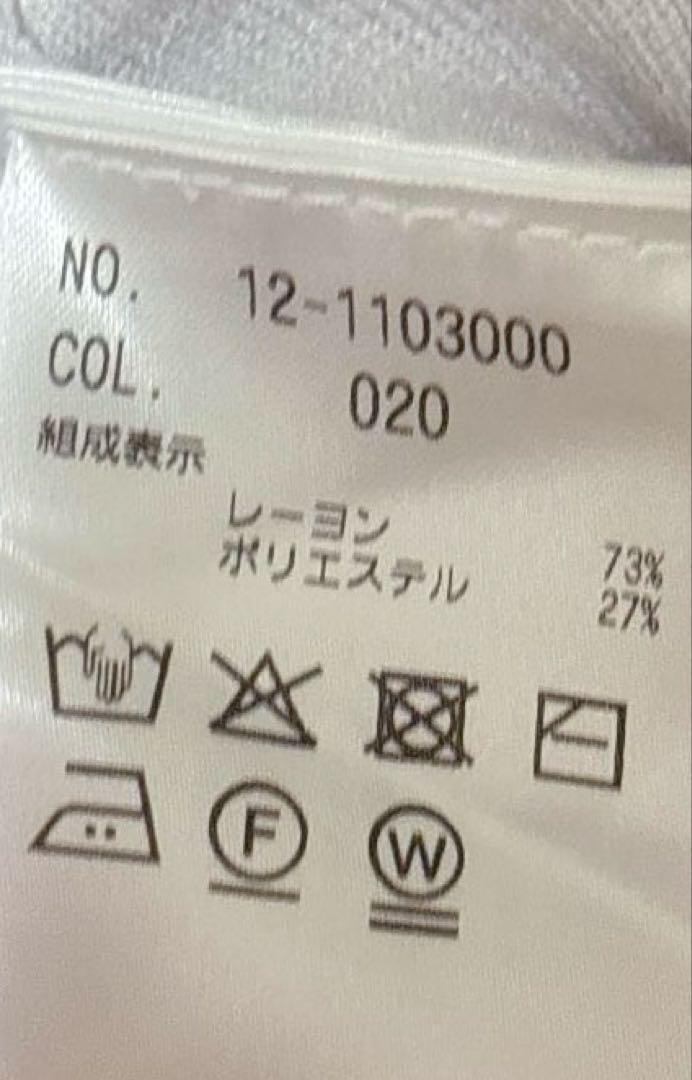 NO. 12-1103000
COL. 020
組成表示
レーヨン 73%
ポリエステル 27%
F
W